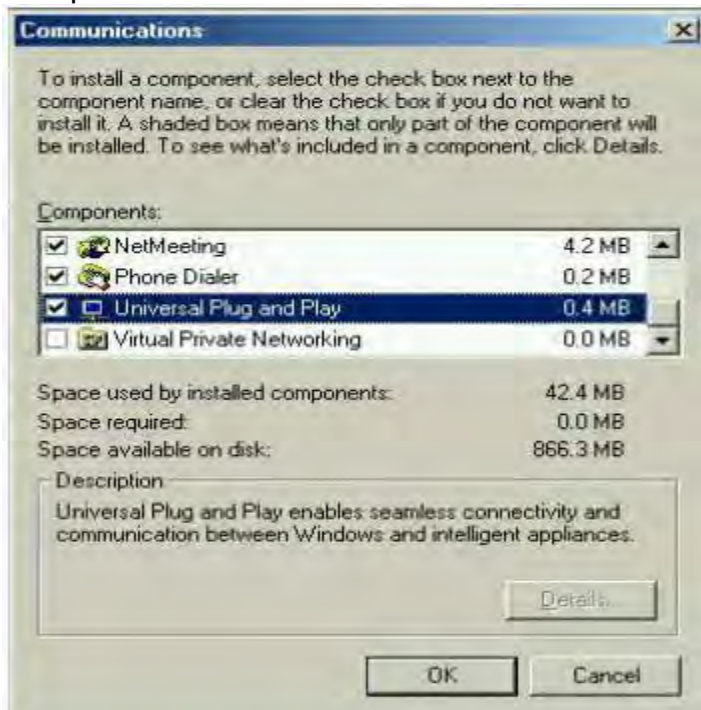 Communications
To install a component, select the check box next to the
component name, or clear the check box if you do not want to
install it. A shaded box means that only part of the component will
be installed. To see what's included in a component, click Details.
Components:
NetMeeting 4.2 MB
Phone Dialer 0.2 MB
Universal Plug and Play 0.4 MB
Virtual Private Networking 0.0 MB
Space used by installed components: 42.4 MB
Space required: 0.0 MB
Space available on disk: 866.3 MB
Description
Universal Plug and Play enables seamless connectivity and
communication between Windows and intelligent appliances.
Details...
OK Cancel